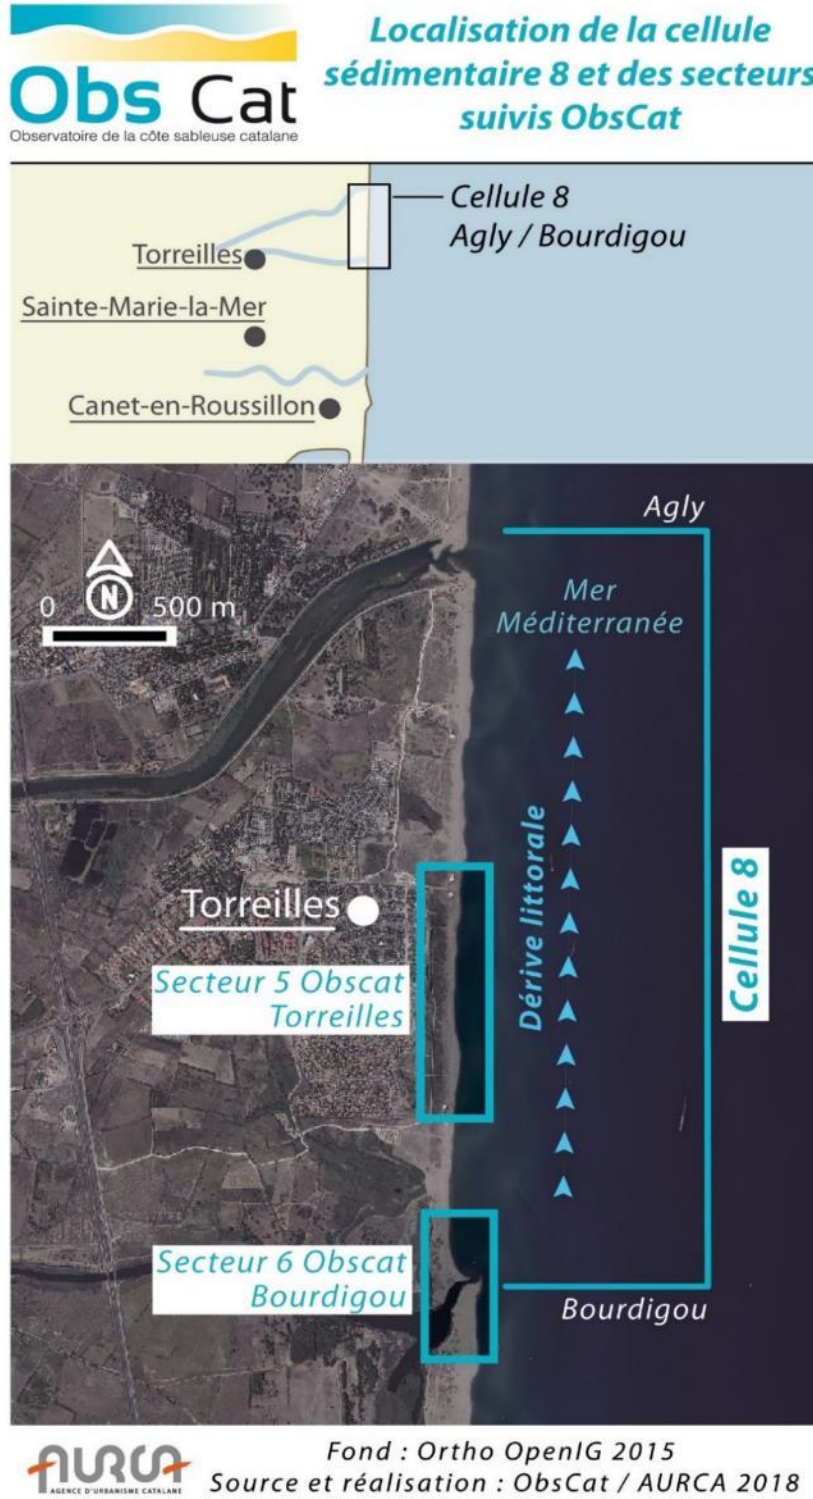 Obs Cat
Observatoire de la côte sableuse catalane
Localisation de la cellule
sédimentaire 8 et des secteurs
suivis ObsCat
Cellule 8
Agly / Bourdigou
Torreilles
Sainte-Marie-la-Mer
Canet-en-Roussillon
Agly
N
0 500 m
Mer
Méditerranée
Dérive littorale
Cellule 8
Torreilles
Secteur 5 Obscat
Torreilles
Secteur 6 Obscat
Bourdigou
Bourdigou
AURCA
AGENCE D'URBANISME CATALANE
Fond : Ortho OpenIG 2015
Source et réalisation : ObsCat / AURCA 2018